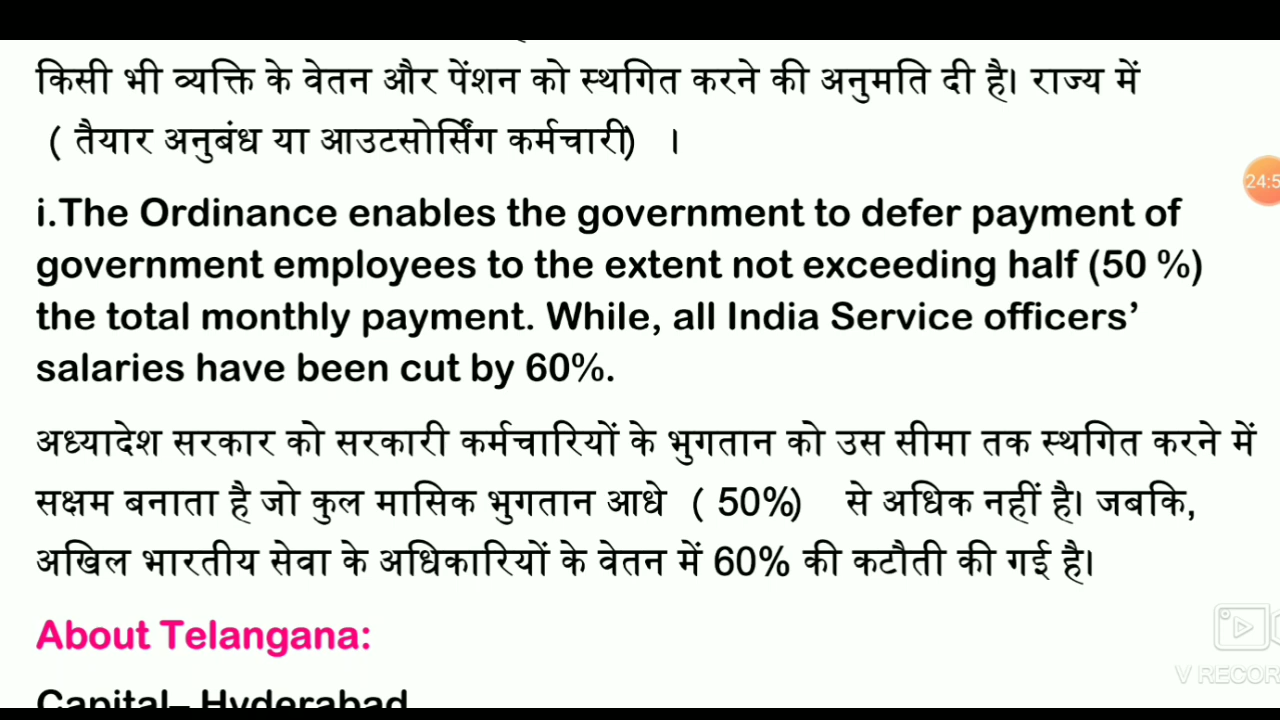 किसी भी व्यक्ति के वेतन और पेंशन को स्थगित करने की अनुमति दी है। राज्य में
( तैयार अनुबंध या आउटसोर्सिंग कर्मचारी) ।
24:5
i.The Ordinance enables the government to defer payment of
government employees to the extent not exceeding half (50 %)
the total monthly payment. While, all India Service officers’
salaries have been cut by 60%.
अध्यादेश सरकार को सरकारी कर्मचारियों के भुगतान को उस सीमा तक स्थगित करने में
सक्षम बनाता है जो कुल मासिक भुगतान आधे ( 50%) से अधिक नहीं है। जबकि,
अखिल भारतीय सेवा के अधिकारियों के वेतन में 60% की कटौती की गई है।
About Telangana:
V RECOR
Capital– Hyderabad